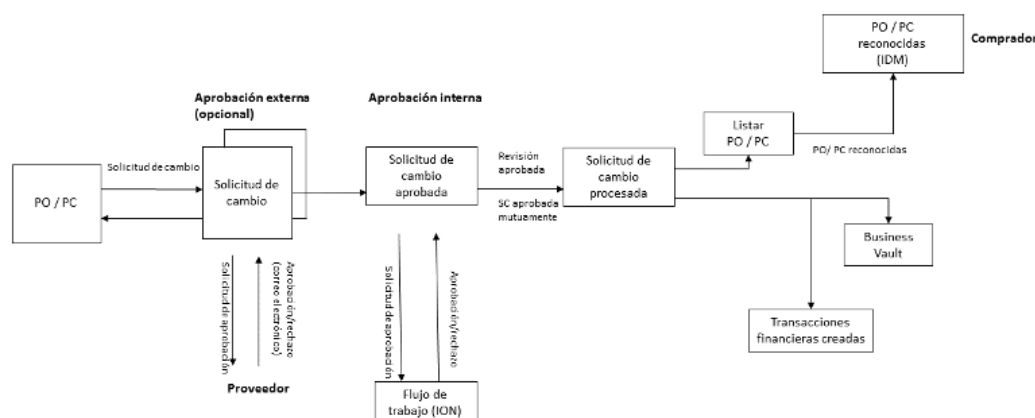 PO / PC
reconocidas
(IDM)
Comprador
Aprobación externa
(opcional)
Aprobación interna
Listar
PO / PC
PO/ PC reconocidas
Solicitud de cambio
PO / PC
Solicitud de
cambio
Solicitud de
cambio
aprobada
Revisión
aprobada
SC aprobada
mutuamente
Solicitud de
cambio
procesada
Business
Vault
Solicitud de
aprobación
Aprobación/rechazo
(correo electrónico)
Solicitud de aprobación
Aprobación/rechazo
Transacciones
financieras creadas
Proveedor
Flujo de
trabajo (ION)